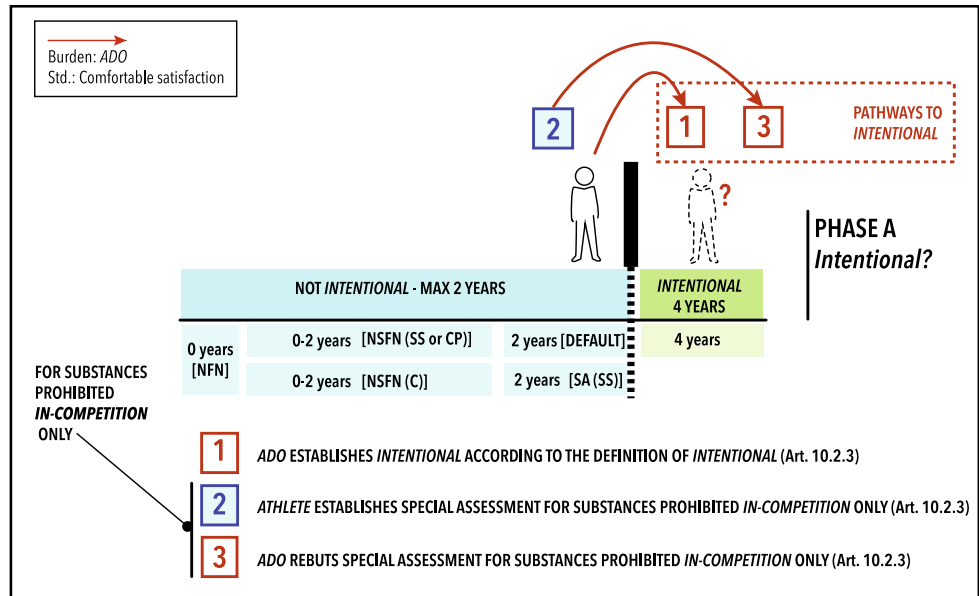 Burden: ADO
Std.: Comfortable satisfaction
2
1
3
PATHWAYS TO
INTENTIONAL
?
PHASE A
Intentional?
NOT INTENTIONAL - MAX 2 YEARS
INTENTIONAL
4 YEARS
0 years
[NFN]
0-2 years [NSFN (SS or CP)]
2 years [DEFAULT]
4 years
0-2 years [NSFN (C)]
2 years [SA (SS)]
FOR SUBSTANCES
PROHIBITED
IN-COMPETITION
ONLY
1 ADO ESTABLISHES INTENTIONAL ACCORDING TO THE DEFINITION OF INTENTIONAL (Art. 10.2.3)
2 ATHLETE ESTABLISHES SPECIAL ASSESSMENT FOR SUBSTANCES PROHIBITED IN-COMPETITION ONLY (Art. 10.2.3)
3 ADO REBUTS SPECIAL ASSESSMENT FOR SUBSTANCES PROHIBITED IN-COMPETITION ONLY (Art. 10.2.3)